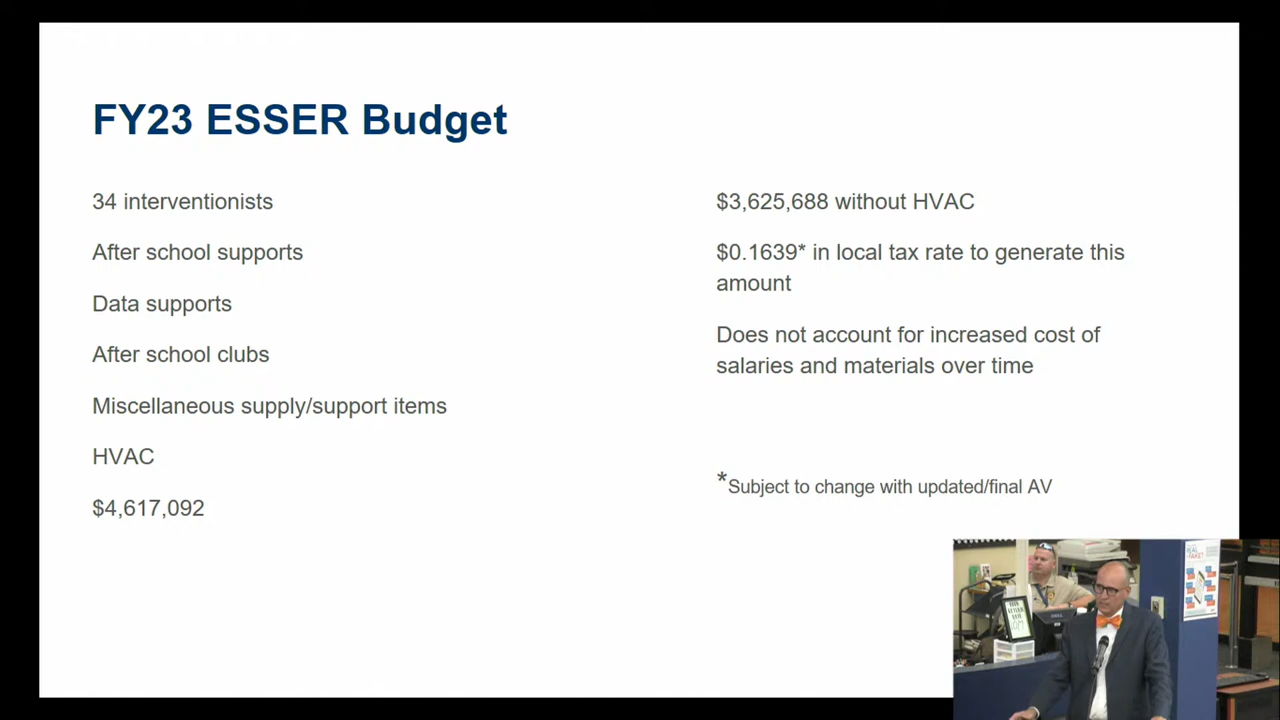 FY23 ESSER Budget
34 interventionists
After school supports
Data supports
After school clubs
Miscellaneous supply/support items
HVAC
$4,617,092
$3,625,688 without HVAC
$0.1639* in local tax rate to generate this
amount
Does not account for increased cost of
salaries and materials over time
*Subject to change with updated/final AV